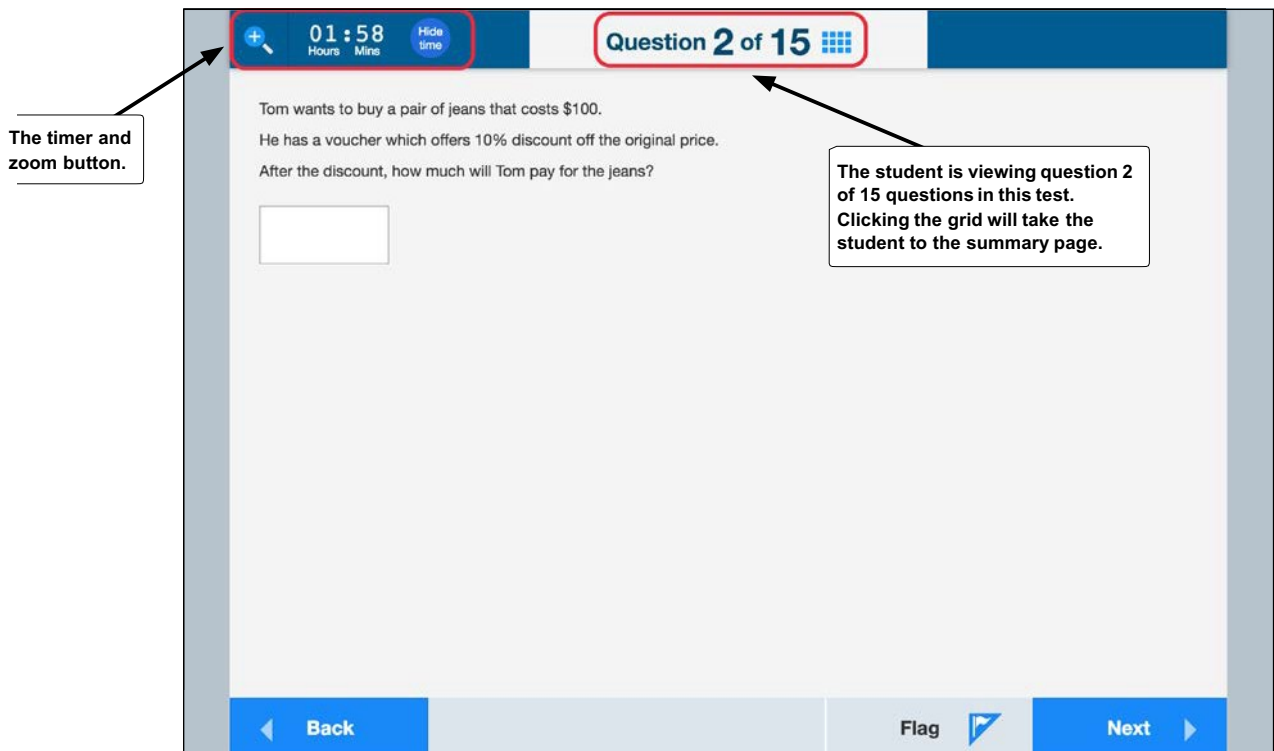 01:58
Hours Mins
Hide
time
Question 2 of 15
The timer and
zoom button.
Tom wants to buy a pair of jeans that costs $100.
He has a voucher which offers 10% discount off the original price.
After the discount, how much will Tom pay for the jeans?
The student is viewing question 2
of 15 questions in this test.
Clicking the grid will take the
student to the summary page.
Back
Flag
Next